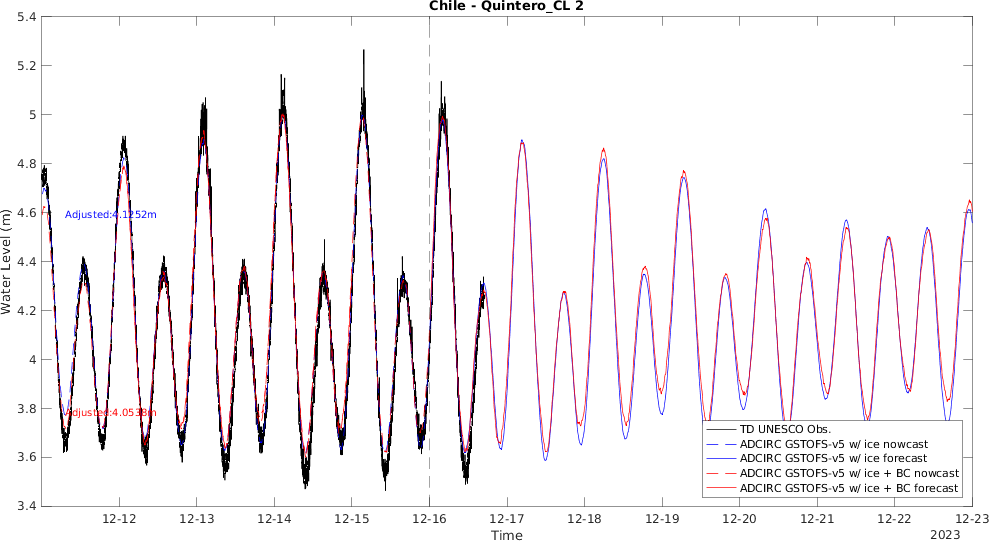 Chile - Quintero_CL 2
5.4
5.2
5
4.8
4.6
4.4
4.2
4
3.8
3.6
3.4
Water Level (m)
Adjusted:4.1252m
Adjusted:4.0538m
TD UNESCO Obs.
ADCIRC GSTOFS-v5 w/ ice nowcast
ADCIRC GSTOFS-v5 w/ ice forecast
ADCIRC GSTOFS-v5 w/ ice + BC nowcast
ADCIRC GSTOFS-v5 w/ ice + BC forecast
12-12 12-13 12-14 12-15 12-16 12-17 12-18 12-19 12-20 12-21 12-22 12-23
Time
2023